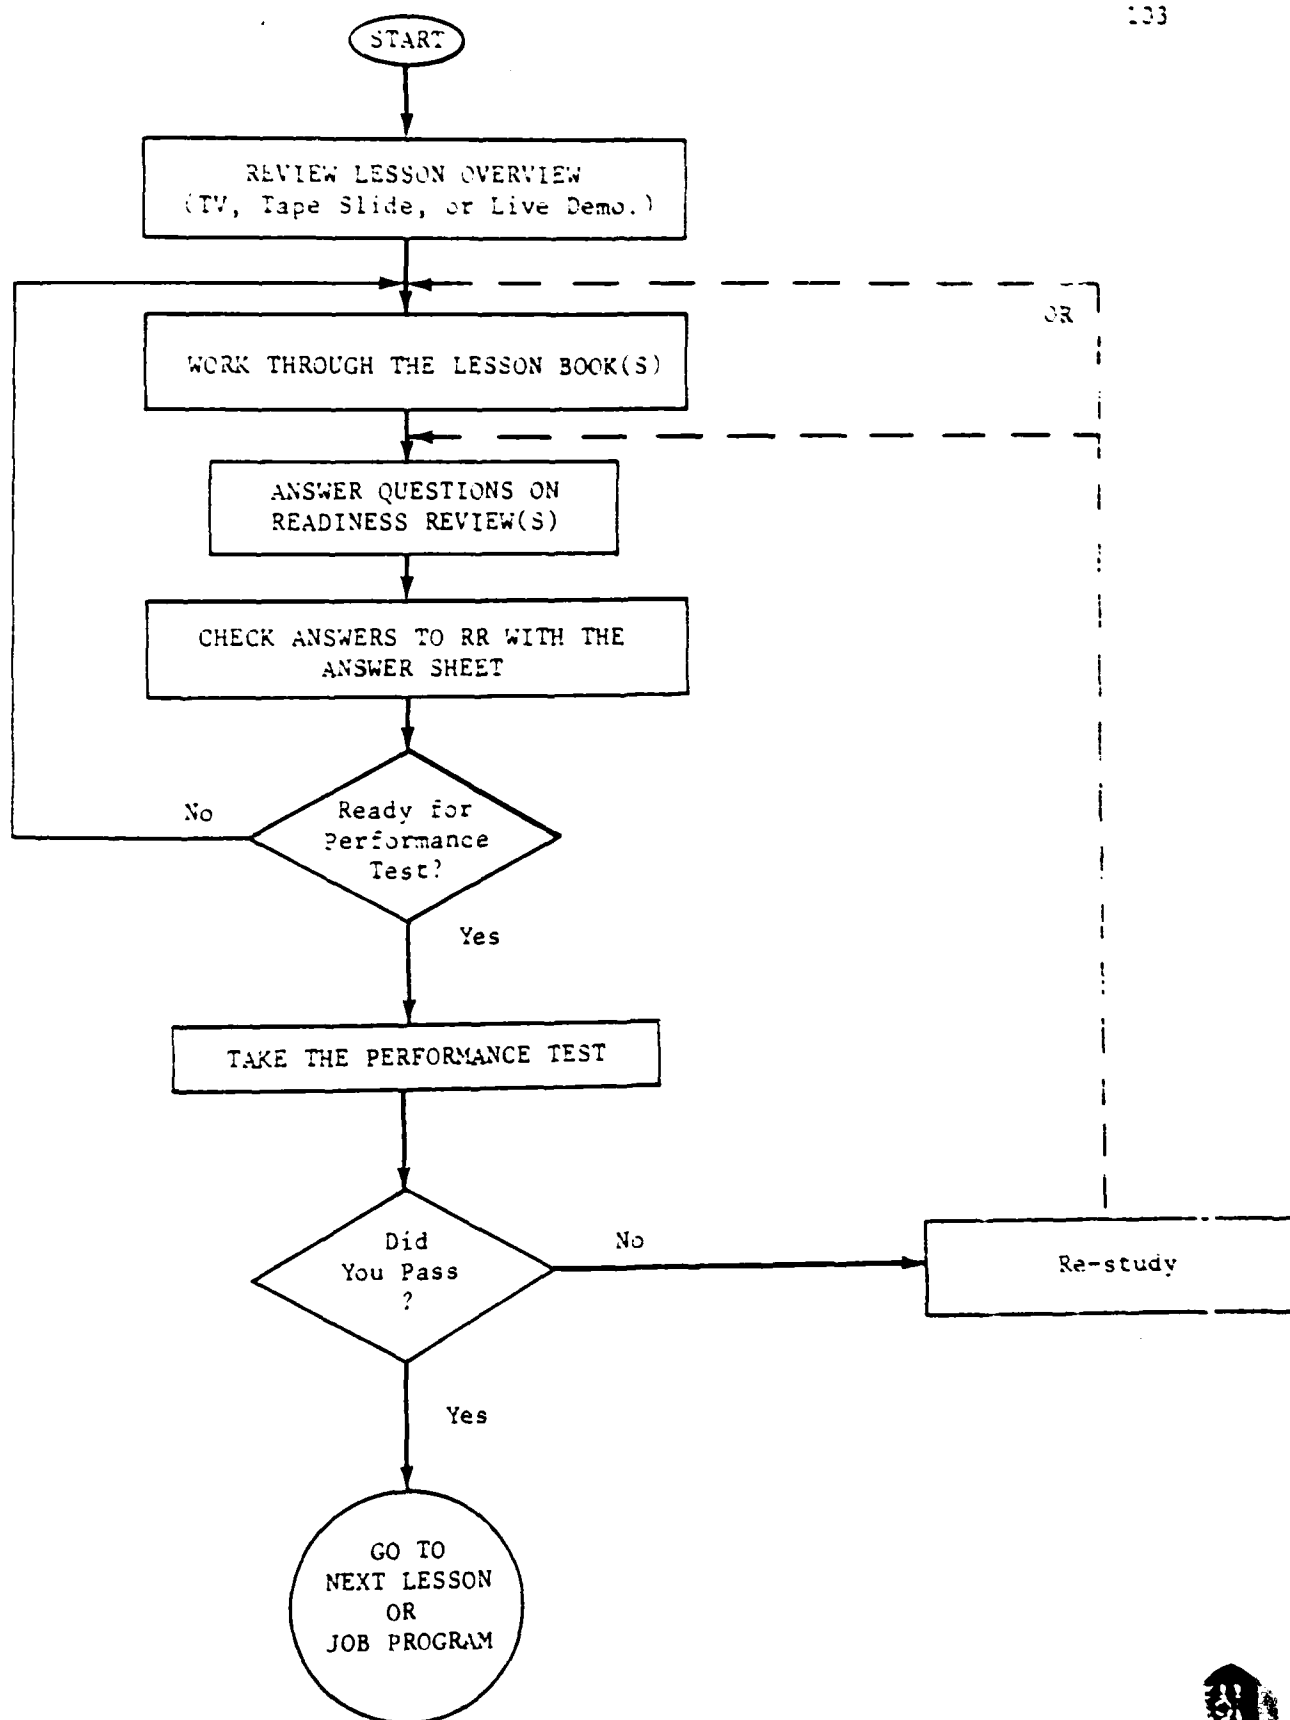 START
REVIEW LESSON OVERVIEW
(TV, Tape Slide, or Live Demo.)
OR
WORK THROUGH THE LESSON BOOK(S)
ANSWER QUESTIONS ON
READINESS REVIEW(S)
CHECK ANSWERS TO RR WITH THE
ANSWER SHEET
No
Ready for
Performance
Test?
Yes
TAKE THE PERFORMANCE TEST
Did
You Pass
?
No
Re-study
Yes
GO TO
NEXT LESSON
OR
JOB PROGRAM